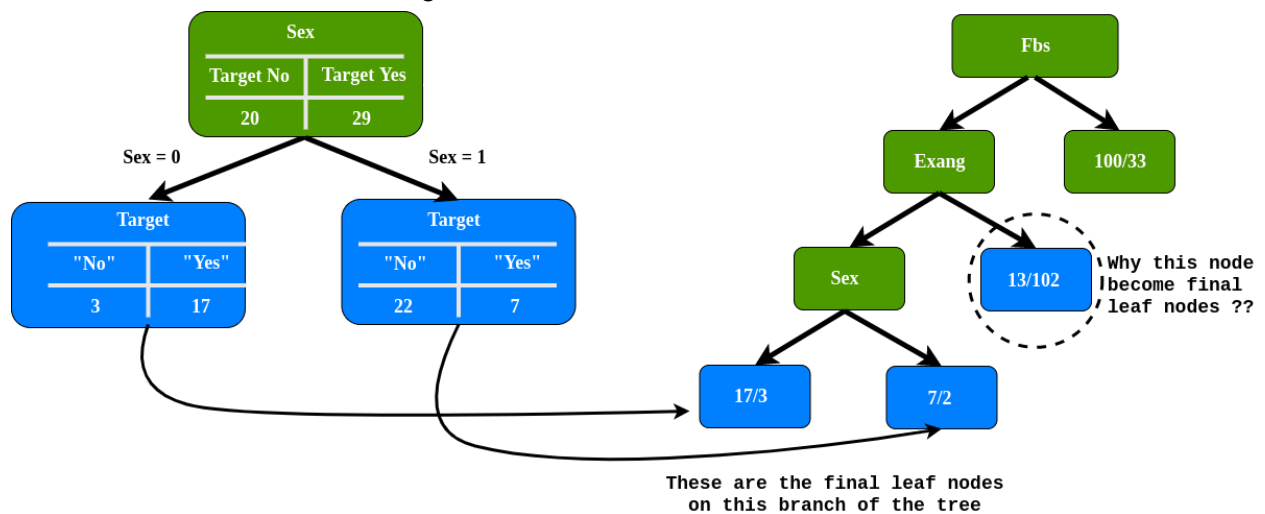 Sex
Target No Target Yes
20 29
Sex = 0
Sex = 1
Target
"No" "Yes"
3 17
Target
"No" "Yes"
22 7
Fbs
Exang
100/33
Sex
13/102
Why this node
become final
leaf nodes ??
17/3
7/2
These are the final leaf nodes
on this branch of the tree